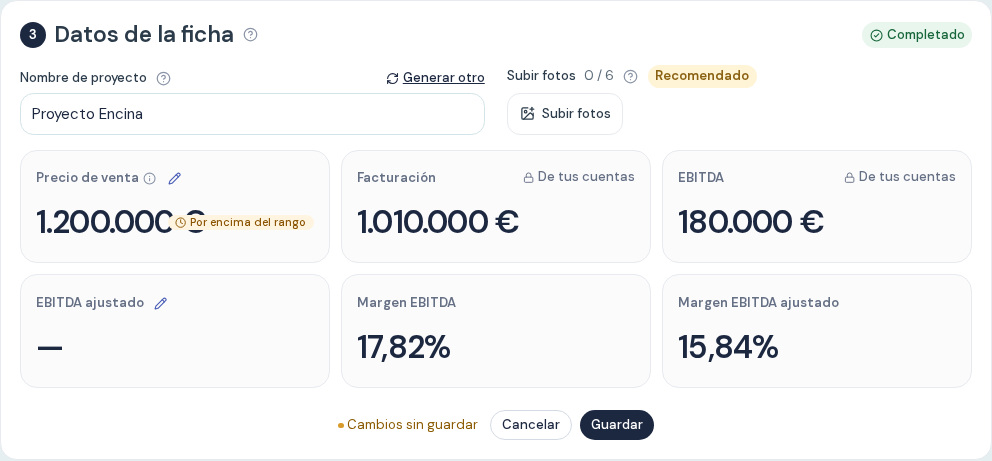 3 Datos de la ficha
Completado
Nombre de proyecto
Generar otro
Subir fotos 0 / 6
Recomendado
Proyecto Encina
Subir fotos
Precio de venta
1.200.000 €
Por encima del rango
Facturación
De tus cuentas
1.010.000 €
EBITDA
De tus cuentas
180.000 €
EBITDA ajustado
—
Margen EBITDA
17,82%
Margen EBITDA ajustado
15,84%
Cambios sin guardar
Cancelar
Guardar